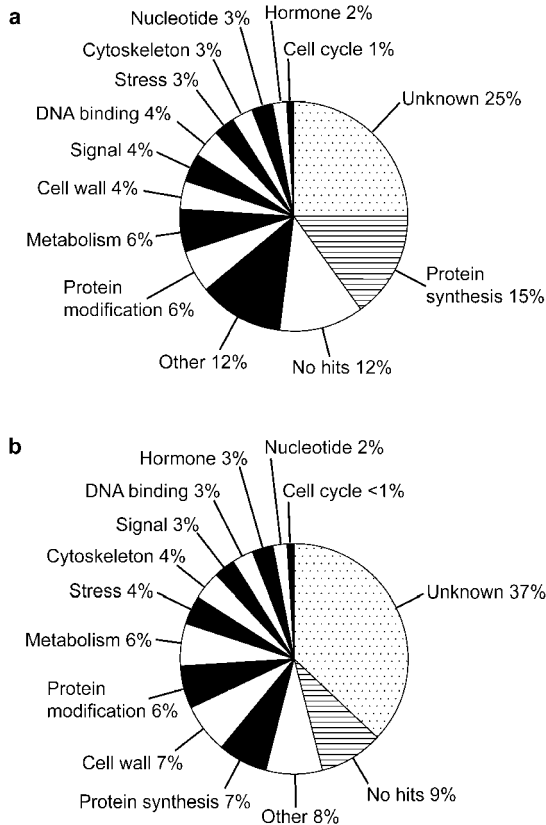 a
Nucleotide 3%
Hormone 2%
Cytoskeleton 3%
Cell cycle 1%
Stress 3%
Unknown 25%
DNA binding 4%
Signal 4%
Cell wall 4%
Metabolism 6%
Protein
synthesis 15%
Protein
modification 6%
Other 12%
No hits 12%
b
Nucleotide 2%
Hormone 3%
DNA binding 3%
Cell cycle <1%
Signal 3%
Cytoskeleton 4%
Stress 4%
Unknown 37%
Metabolism 6%
Protein
modification 6%
Cell wall 7%
No hits 9%
Protein synthesis 7%
Other 8%